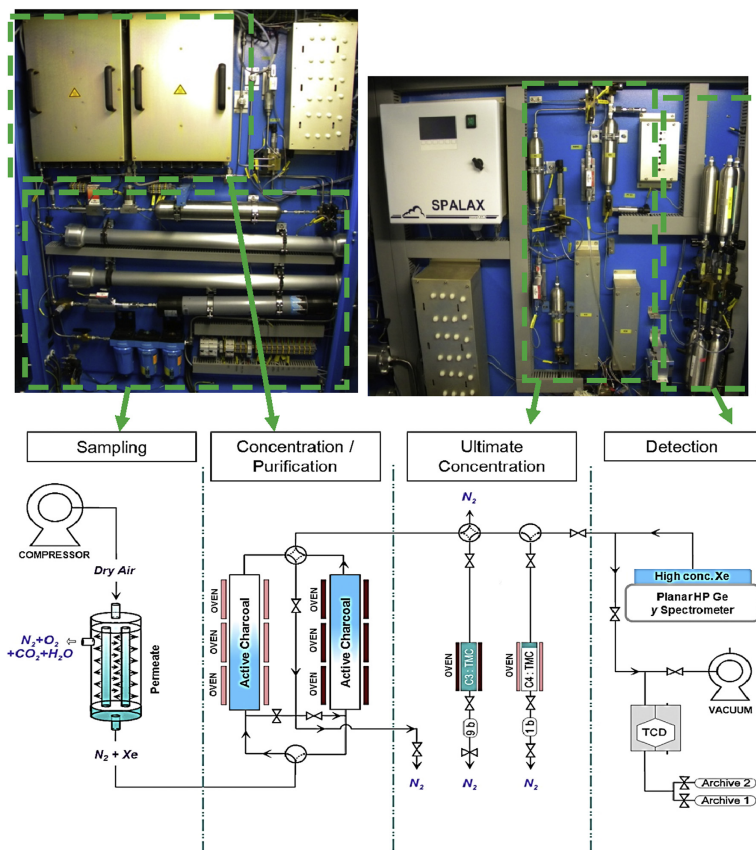 SPALAX
Sampling
Concentration /
Purification
Ultimate
Concentration
Detection
COMPRESSOR
Dry Air
N₂+O₂
+CO₂+H₂O
Permeate
N₂ + Xe
OVEN
OVEN
OVEN
Active Charcoal
Active Charcoal
OVEN
OVEN
OVEN
N₂
N₂
OVEN
C3 : TMC
9 b
N₂
OVEN
C4 : TMC
1 b
N₂
High conc. Xe
Planar HP Ge
γ Spectrometer
VACUUM
TCD
Archive 2
Archive 1